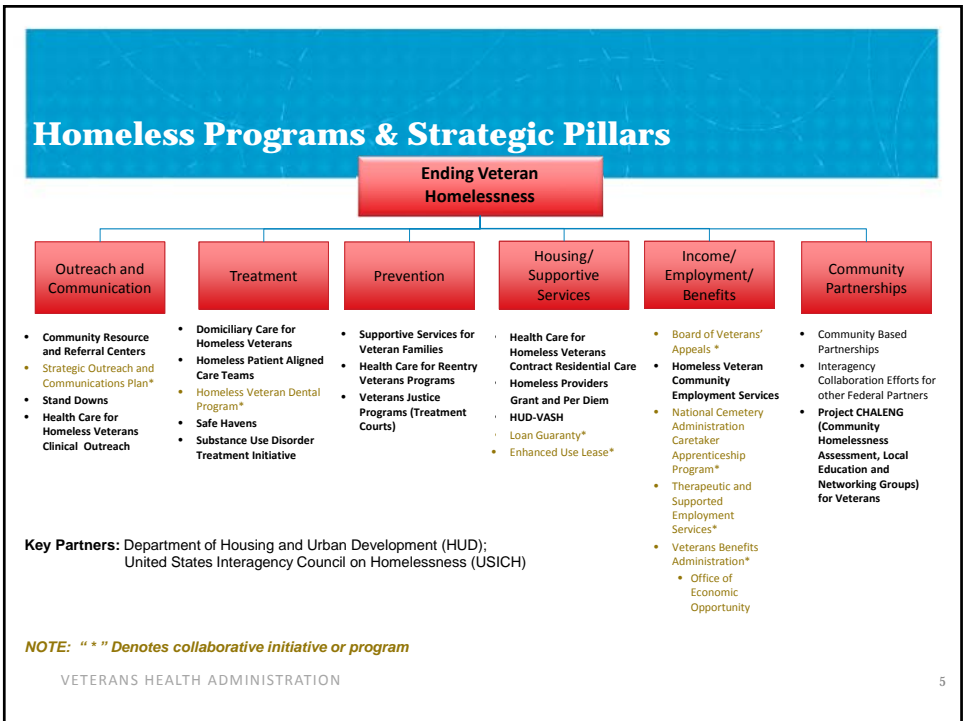 Homeless Programs & Strategic Pillars
Ending Veteran
Homelessness
Outreach and
Communication
• Community Resource
and Referral Centers
• Strategic Outreach and
Communications Plan*
• Stand Downs
• Health Care for
Homeless Veterans
Clinical Outreach
Treatment
• Domiciliary Care for
Homeless Veterans
• Homeless Patient Aligned
Care Teams
• Homeless Veteran Dental
Program*
• Safe Havens
• Substance Use Disorder
Treatment Initiative
Prevention
• Supportive Services for
Veteran Families
• Health Care for Reentry
Veterans Programs
• Veterans Justice
Programs (Treatment
Courts)
Housing/
Supportive
Services
• Health Care for
Homeless Veterans
Contract Residential Care
• Homeless Providers
Grant and Per Diem
• HUD-VASH
• Loan Guaranty*
• Enhanced Use Lease*
Income/
Employment/
Benefits
• Board of Veterans'
Appeals *
• Homeless Veteran
Community
Employment Services
• National Cemetery
Administration
Caretaker
Apprenticeship
Program*
• Therapeutic and
Supported
Employment
Services*
• Veterans Benefits
Administration*
• Office of
Economic
Opportunity
Community
Partnerships
• Community Based
Partnerships
• Interagency
Collaboration Efforts for
other Federal Partners
• Project CHALENG
(Community
Homelessness
Assessment, Local
Education and
Networking Groups)
for Veterans
Key Partners: Department of Housing and Urban Development (HUD);
United States Interagency Council on Homelessness (USICH)
NOTE: “ * ” Denotes collaborative initiative or program
VETERANS HEALTH ADMINISTRATION
5